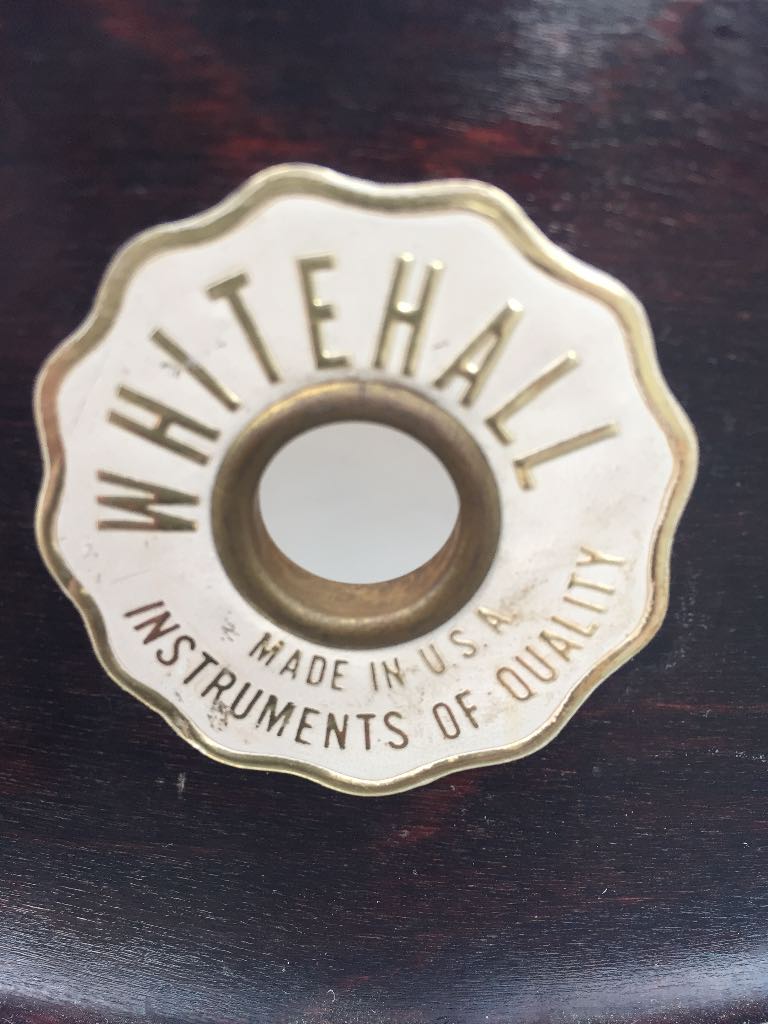 WHITEHALL
MADE IN U.S.A.
INSTRUMENTS OF QUALITY